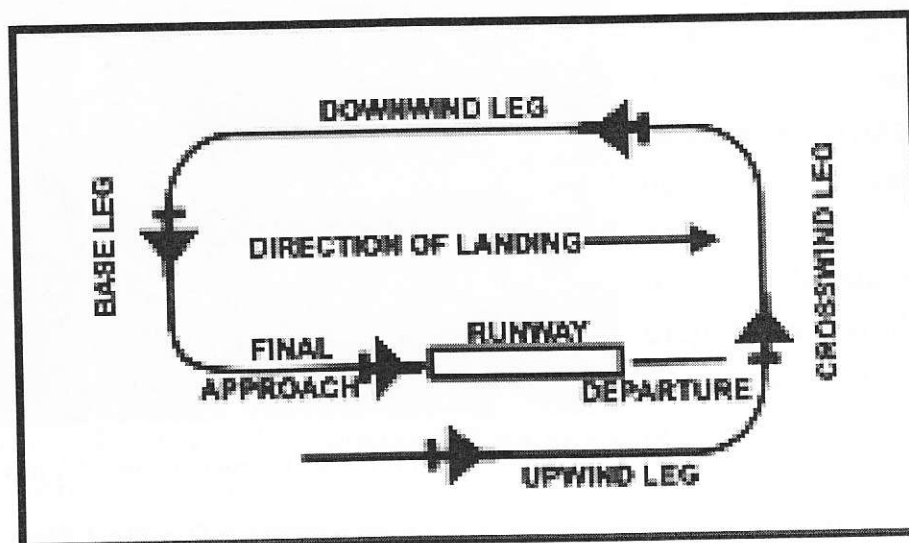 DOWNWIND LEG
BASE LEG
CROSSWIND LEG
DIRECTION OF LANDING
RUNWAY
FINAL
APPROACH
DEPARTURE
UPWIND LEG